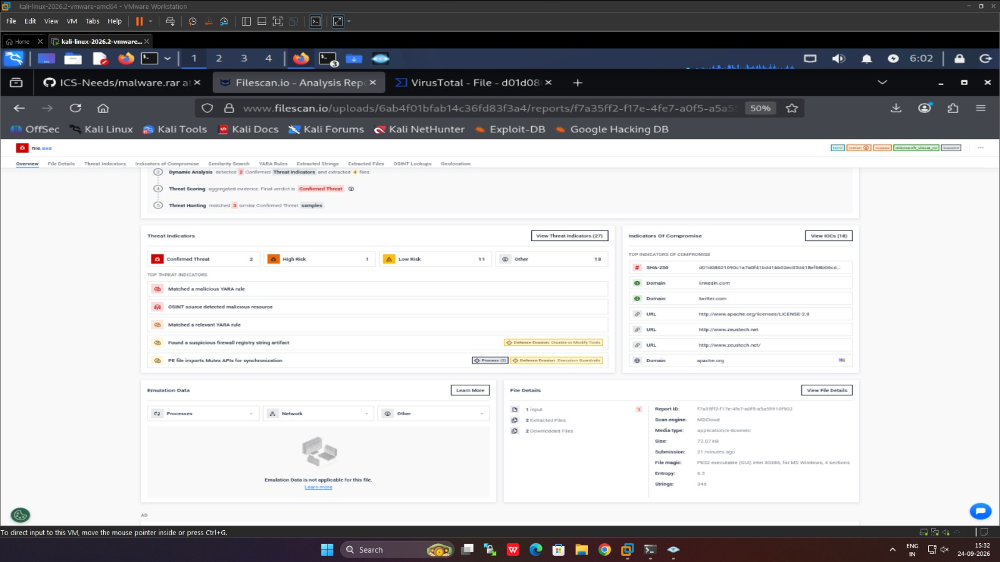 kali-linux-2026.2-vmware-amd64 - VMware Workstation
File Edit View VM Tabs Help
Home
kali-linux-2026.2-vmware...
1 2 3 4
3
6:02
ICS-Needs/malware.rar at
Filescan.io - Analysis Repo
VirusTotal - File - d01d08
www.filescan.io/uploads/6ab4f01bfab14c36fd83f3a4/reports/f7a35ff2-f17e-4fe7-a0f5-a5a55
50%
OffSec Kali Linux Kali Tools Kali Docs Kali Forums Kali NetHunter Exploit-DB Google Hacking DB
file.exe
html cobalt microsoft_visual_cc base64
Overview File Details Threat Indicators Indicators of Compromise Similarity Search YARA Rules Extracted Strings Extracted Files OSINT Lookups Geolocation
3 Dynamic Analysis detected 2 Confirmed Threat Indicators and extracted 4 files.
4 Threat Scoring aggregated evidence. Final verdict is Confirmed Threat
5 Threat Hunting matched 3 similar Confirmed Threat samples
Threat Indicators
View Threat Indicators (27)
Confirmed Threat 2
High Risk 1
Low Risk 11
Other 13
TOP THREAT INDICATORS
Matched a malicious YARA rule
OSINT source detected malicious resource
Matched a relevant YARA rule
Found a suspicious firewall registry string artifact
Defense Evasion: Disable or Modify Tools
PE file imports Mutex APIs for synchronization
Process (2)
Defense Evasion: Execution Guardrails
Indicators Of Compromise
View IOCs (18)
TOP INDICATORS OF COMPROMISE
SHA-256 d01d08621690c1a7a0f41bdd1bb02ec05d418ef68b06cd...
Domain linkedin.com
Domain twitter.com
URL http://www.apache.org/licenses/LICENSE-2.0
URL http://www.zeustech.net
URL http://www.zeustech.net/
Domain apache.org
Emulation Data
Learn More
Processes -
Network -
Other -
Emulation Data is not applicable for this file.
Learn more
File Details
View File Details
1 input 1
2 Extracted Files
2 Downloaded Files
Report ID: f7a35ff2-f17e-4fe7-a0f5-a5a55910f902
Scan engine: MDCloud
Media type: application/x-dosexec
Size: 72.07 kB
Submission: 21 minutes ago
File magic: PE32 executable (GUI) Intel 80386, for MS Windows, 4 sections
Entropy: 6.3
Strings: 346
AD
To direct input to this VM, move the mouse pointer inside or press Ctrl+G.
Search
ENG
IN
15:32
24-09-2026